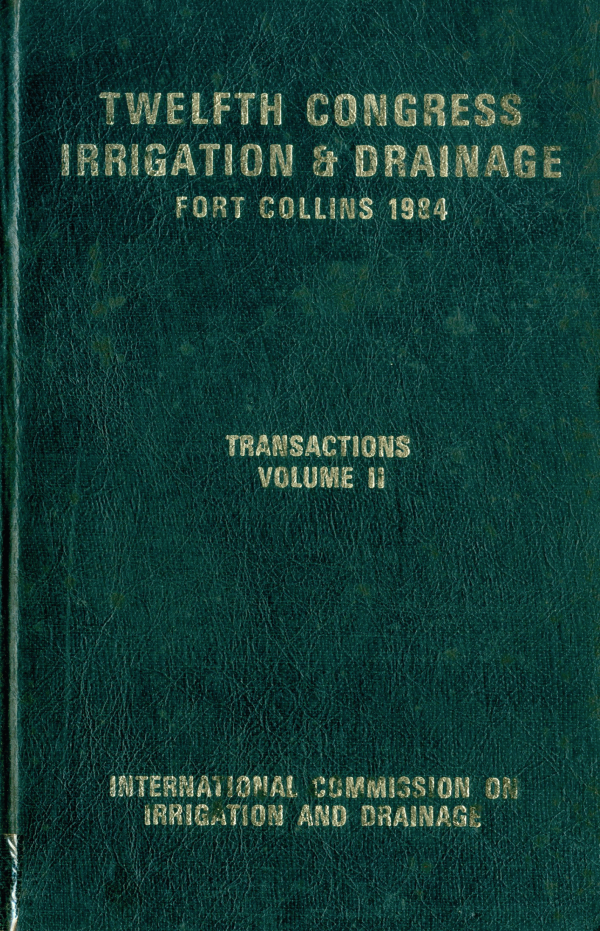 TWELFTH CONGRESS
IRRIGATION & DRAINAGE
FORT COLLINS 1984
TRANSACTIONS
VOLUME II
INTERNATIONAL COMMISSION ON
IRRIGATION AND DRAINAGE